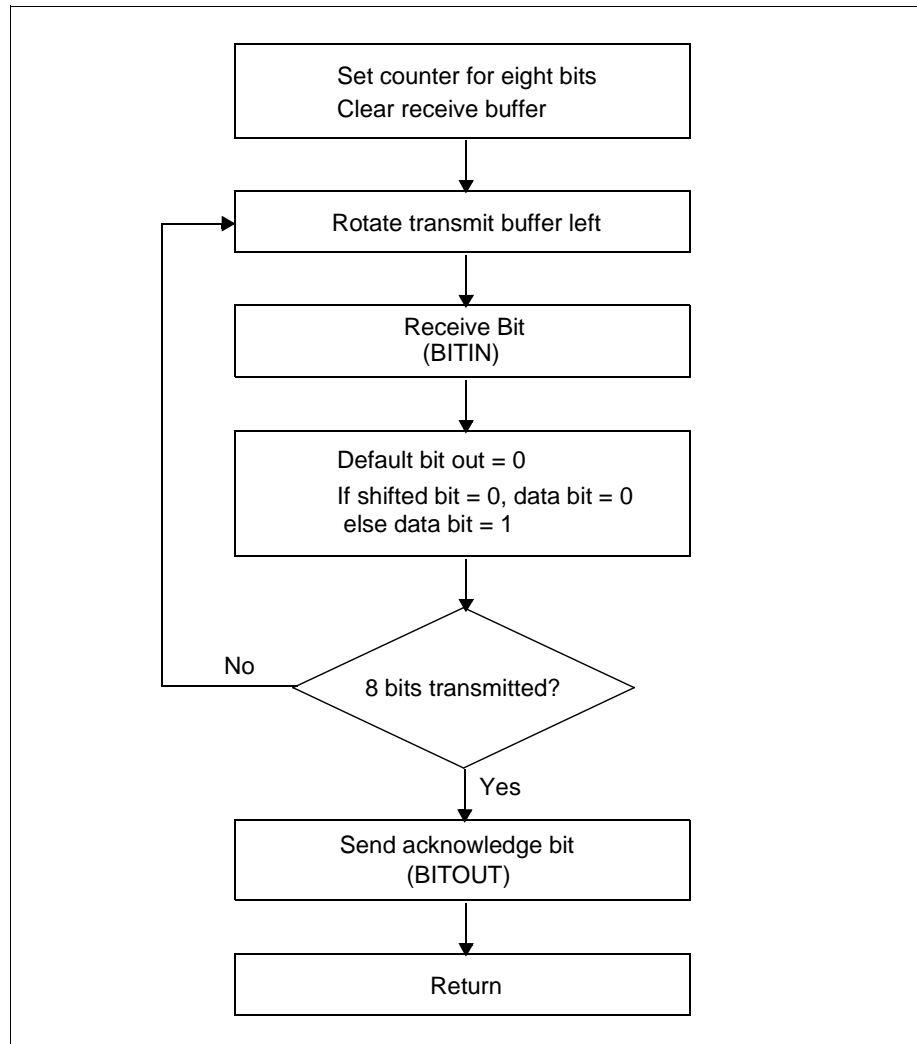 Set counter for eight bits
Clear receive buffer
Rotate transmit buffer left
Receive Bit
(BITIN)
Default bit out = 0
If shifted bit = 0, data bit = 0
else data bit = 1
8 bits transmitted?
No
Yes
Send acknowledge bit
(BITOUT)
Return